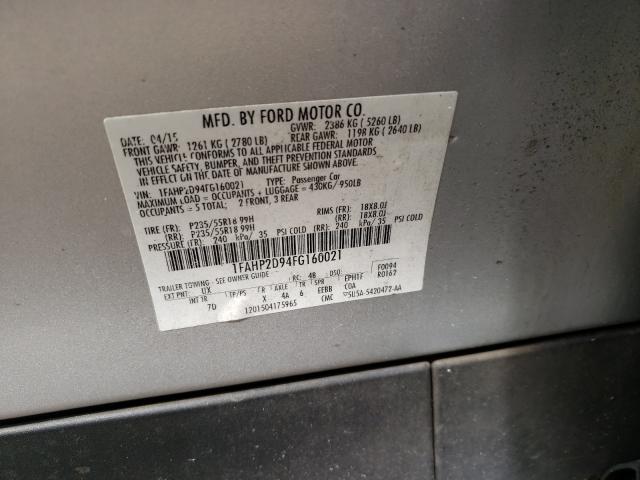 MFD. BY FORD MOTOR CO.
DATE: 04/15 GVWR: 2386 KG ( 5260 LB)
FRONT GAWR: 1261 KG ( 2780 LB) REAR GAWR: 1198 KG ( 2640 LB)
THIS VEHICLE CONFORMS TO ALL APPLICABLE FEDERAL MOTOR
VEHICLE SAFETY, BUMPER, AND THEFT PREVENTION STANDARDS
IN EFFECT ON THE DATE OF MANUFACTURE SHOWN ABOVE.
VIN: 1FAHP2D94FG160021 TYPE: Passenger Car
MAXIMUM LOAD = OCCUPANTS + LUGGAGE = 430KG/950LB
OCCUPANTS = 5 TOTAL: 2 FRONT, 3 REAR
TIRE (FR): P235/55R18 99H RIMS (FR): 18X8.0J
(RR): P235/55R18 99H (RR): 18X8.0J
PRESSURE (FR): 240 kPa/ 35 PSI COLD (RR): 240 kPa/ 35 PSI COLD
1FAHP2D94FG160021
TRAILER TOWING - SEE OWNER GUIDE RC: 48 DSO: F0094
EXT PNT: UX EPH1F R0162
INT TR TP/PS R AXLE TR SPR
7D X 4A 6 EEBB COA
1201504175965 CMC 5U5A-5420472-AA